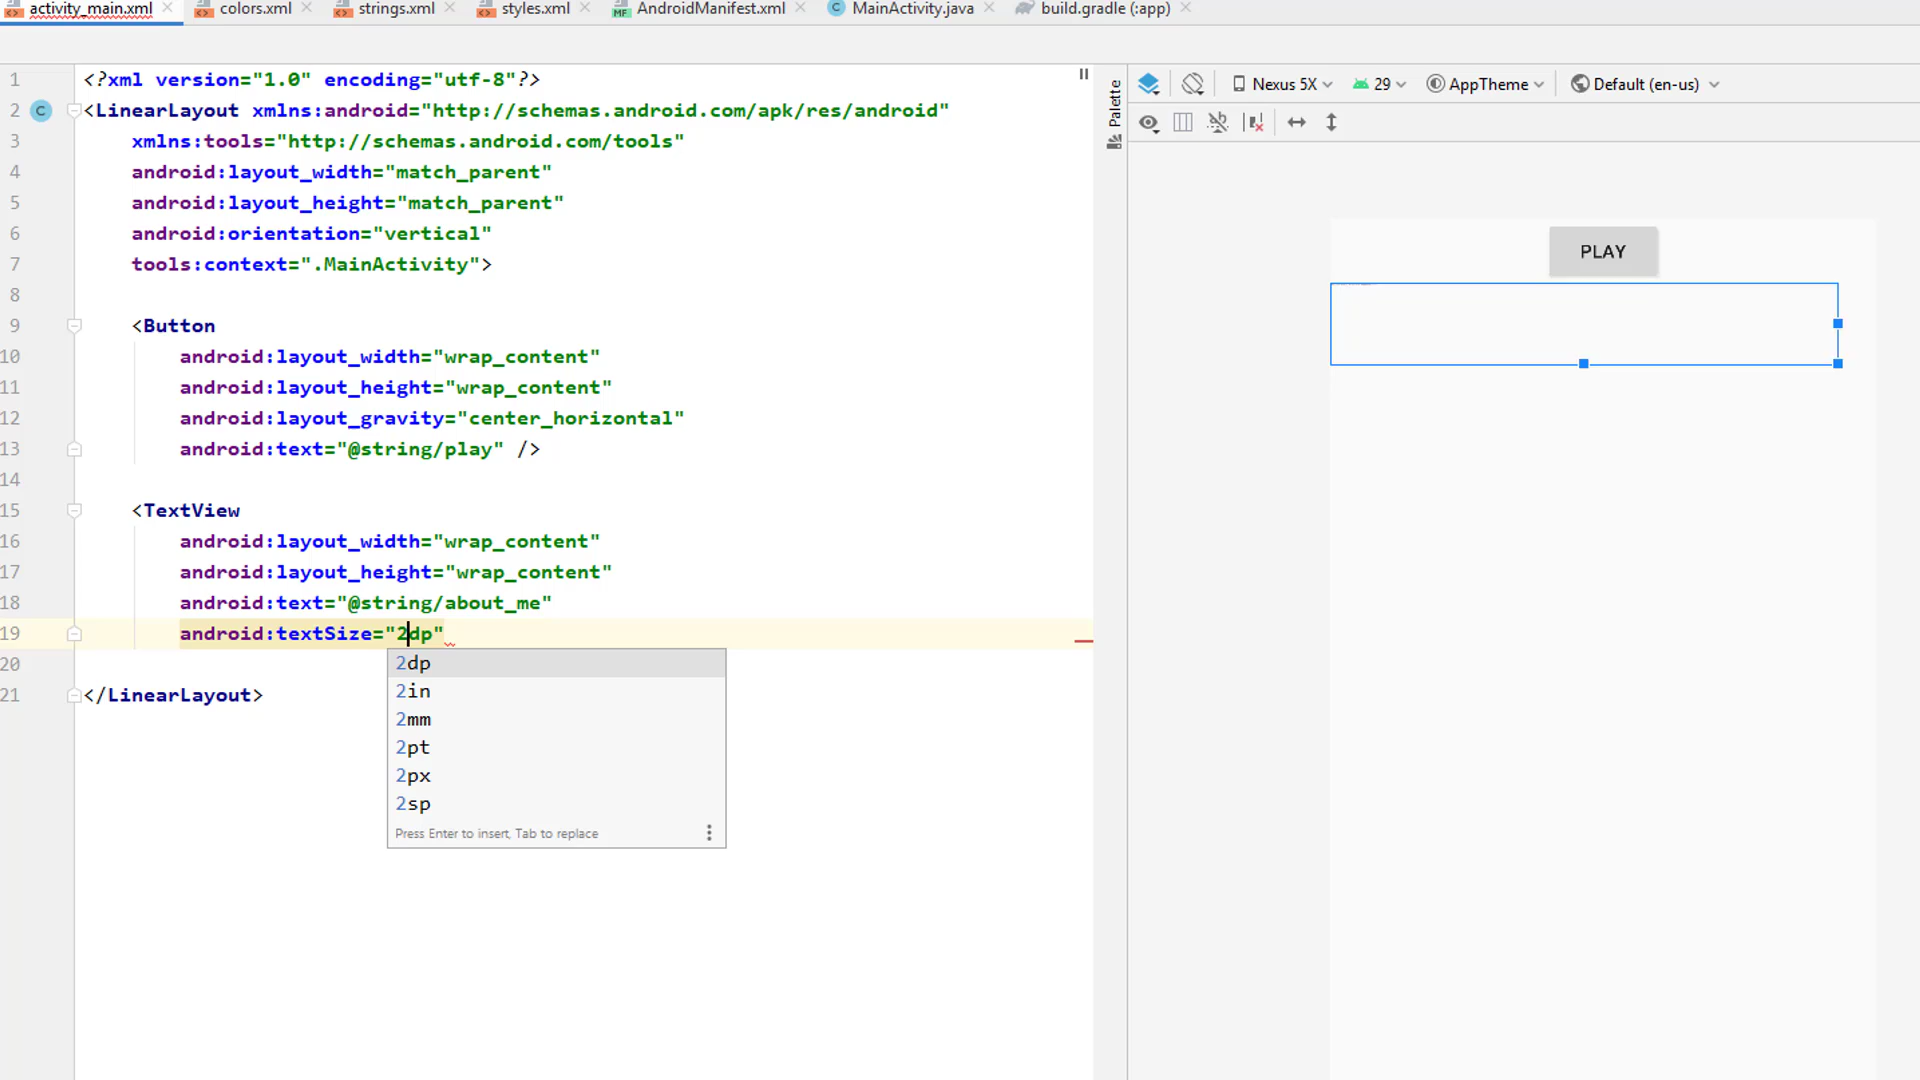 activity_main.xml colors.xml strings.xml styles.xml MF AndroidManifest.xml C MainActivity.java build.gradle (:app)
1 <?xml version="1.0" encoding="utf-8"?>
2 C <LinearLayout xmlns:android="http://schemas.android.com/apk/res/android"
3 xmlns:tools="http://schemas.android.com/tools"
4 android:layout_width="match_parent"
5 android:layout_height="match_parent"
6 android:orientation="vertical"
7 tools:context=".MainActivity">
8
9 <Button
10 android:layout_width="wrap_content"
11 android:layout_height="wrap_content"
12 android:layout_gravity="center_horizontal"
13 android:text="@string/play" />
14
15 <TextView
16 android:layout_width="wrap_content"
17 android:layout_height="wrap_content"
18 android:text="@string/about_me"
19 android:textSize="2dp"
20
21 </LinearLayout>
2dp
2in
2mm
2pt
2px
2sp
Press Enter to insert, Tab to replace
Palette
Nexus 5X 29 AppTheme Default (en-us)
PLAY